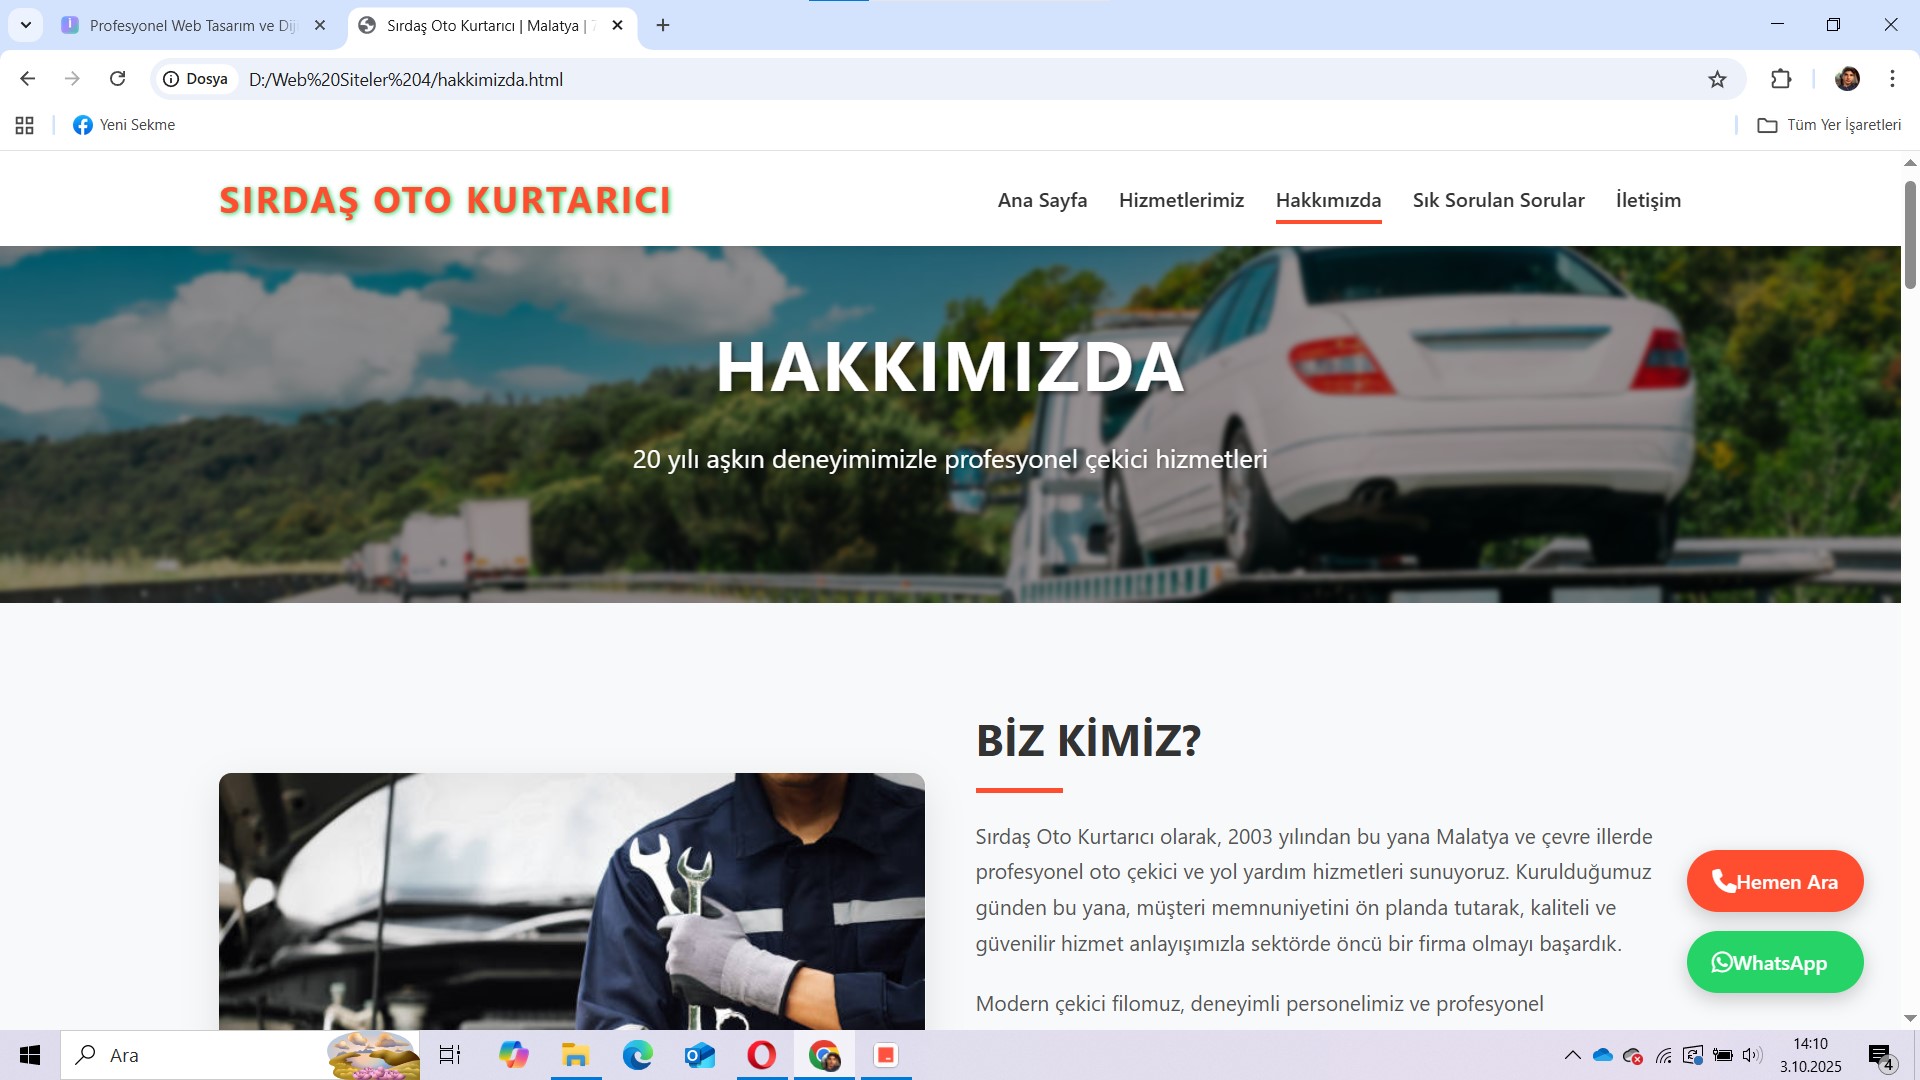 Profesyonel Web Tasarım ve Dij
Sırdaş Oto Kurtarıcı | Malatya | 7
Dosya
D:/Web%20Siteler%204/hakkimizda.html
Yeni Sekme
Tüm Yer İşaretleri
SIRDAŞ OTO KURTARICI
Ana Sayfa
Hizmetlerimiz
Hakkımızda
Sık Sorulan Sorular
İletişim
HAKKIMIZDA
20 yılı aşkın deneyimimizle profesyonel çekici hizmetleri
BİZ KİMİZ?
Sırdaş Oto Kurtarıcı olarak, 2003 yılından bu yana Malatya ve çevre illerde
profesyonel oto çekici ve yol yardım hizmetleri sunuyoruz. Kurulduğumuz
günden bu yana, müşteri memnuniyetini ön planda tutarak, kaliteli ve
güvenilir hizmet anlayışımızla sektörde öncü bir firma olmayı başardık.
Modern çekici filomuz, deneyimli personelimiz ve profesyonel
Hemen Ara
WhatsApp
Ara
14:10
3.10.2025
4